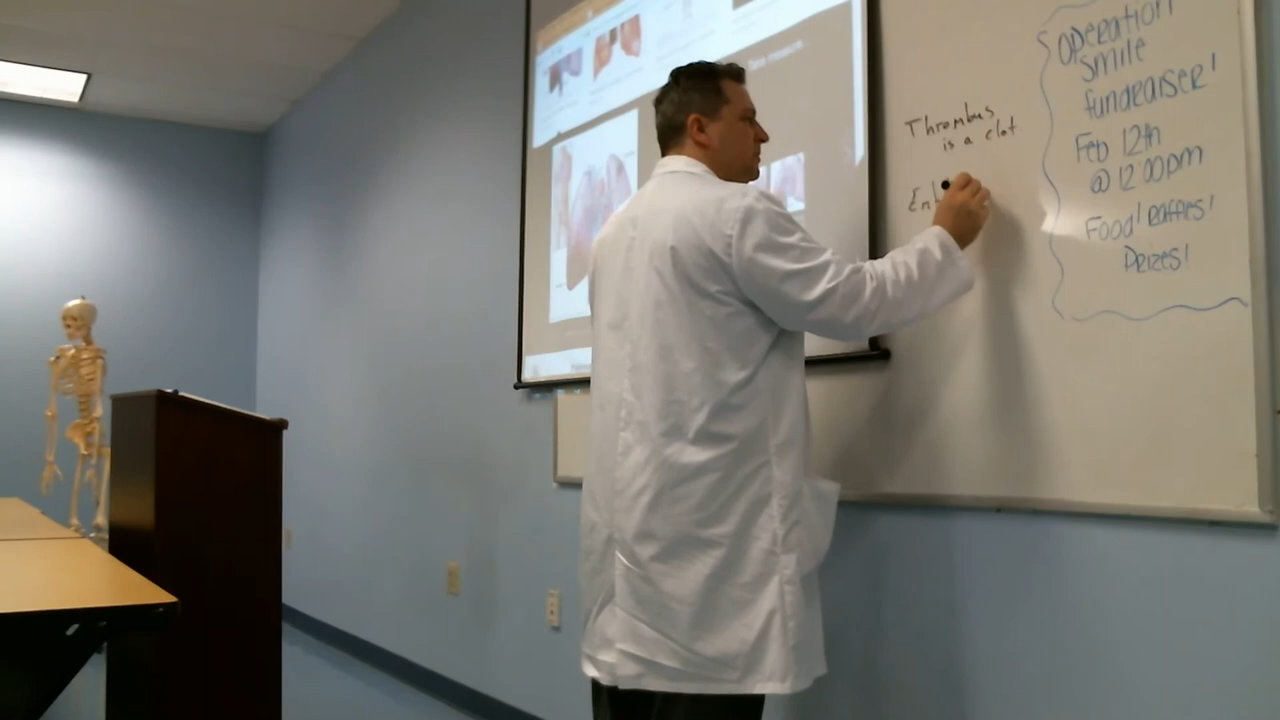 Thrombus
is a clot
Operation
Smile
fundraiser!
Feb 12th
@ 12:00pm
Food! Raffles!
Prizes!